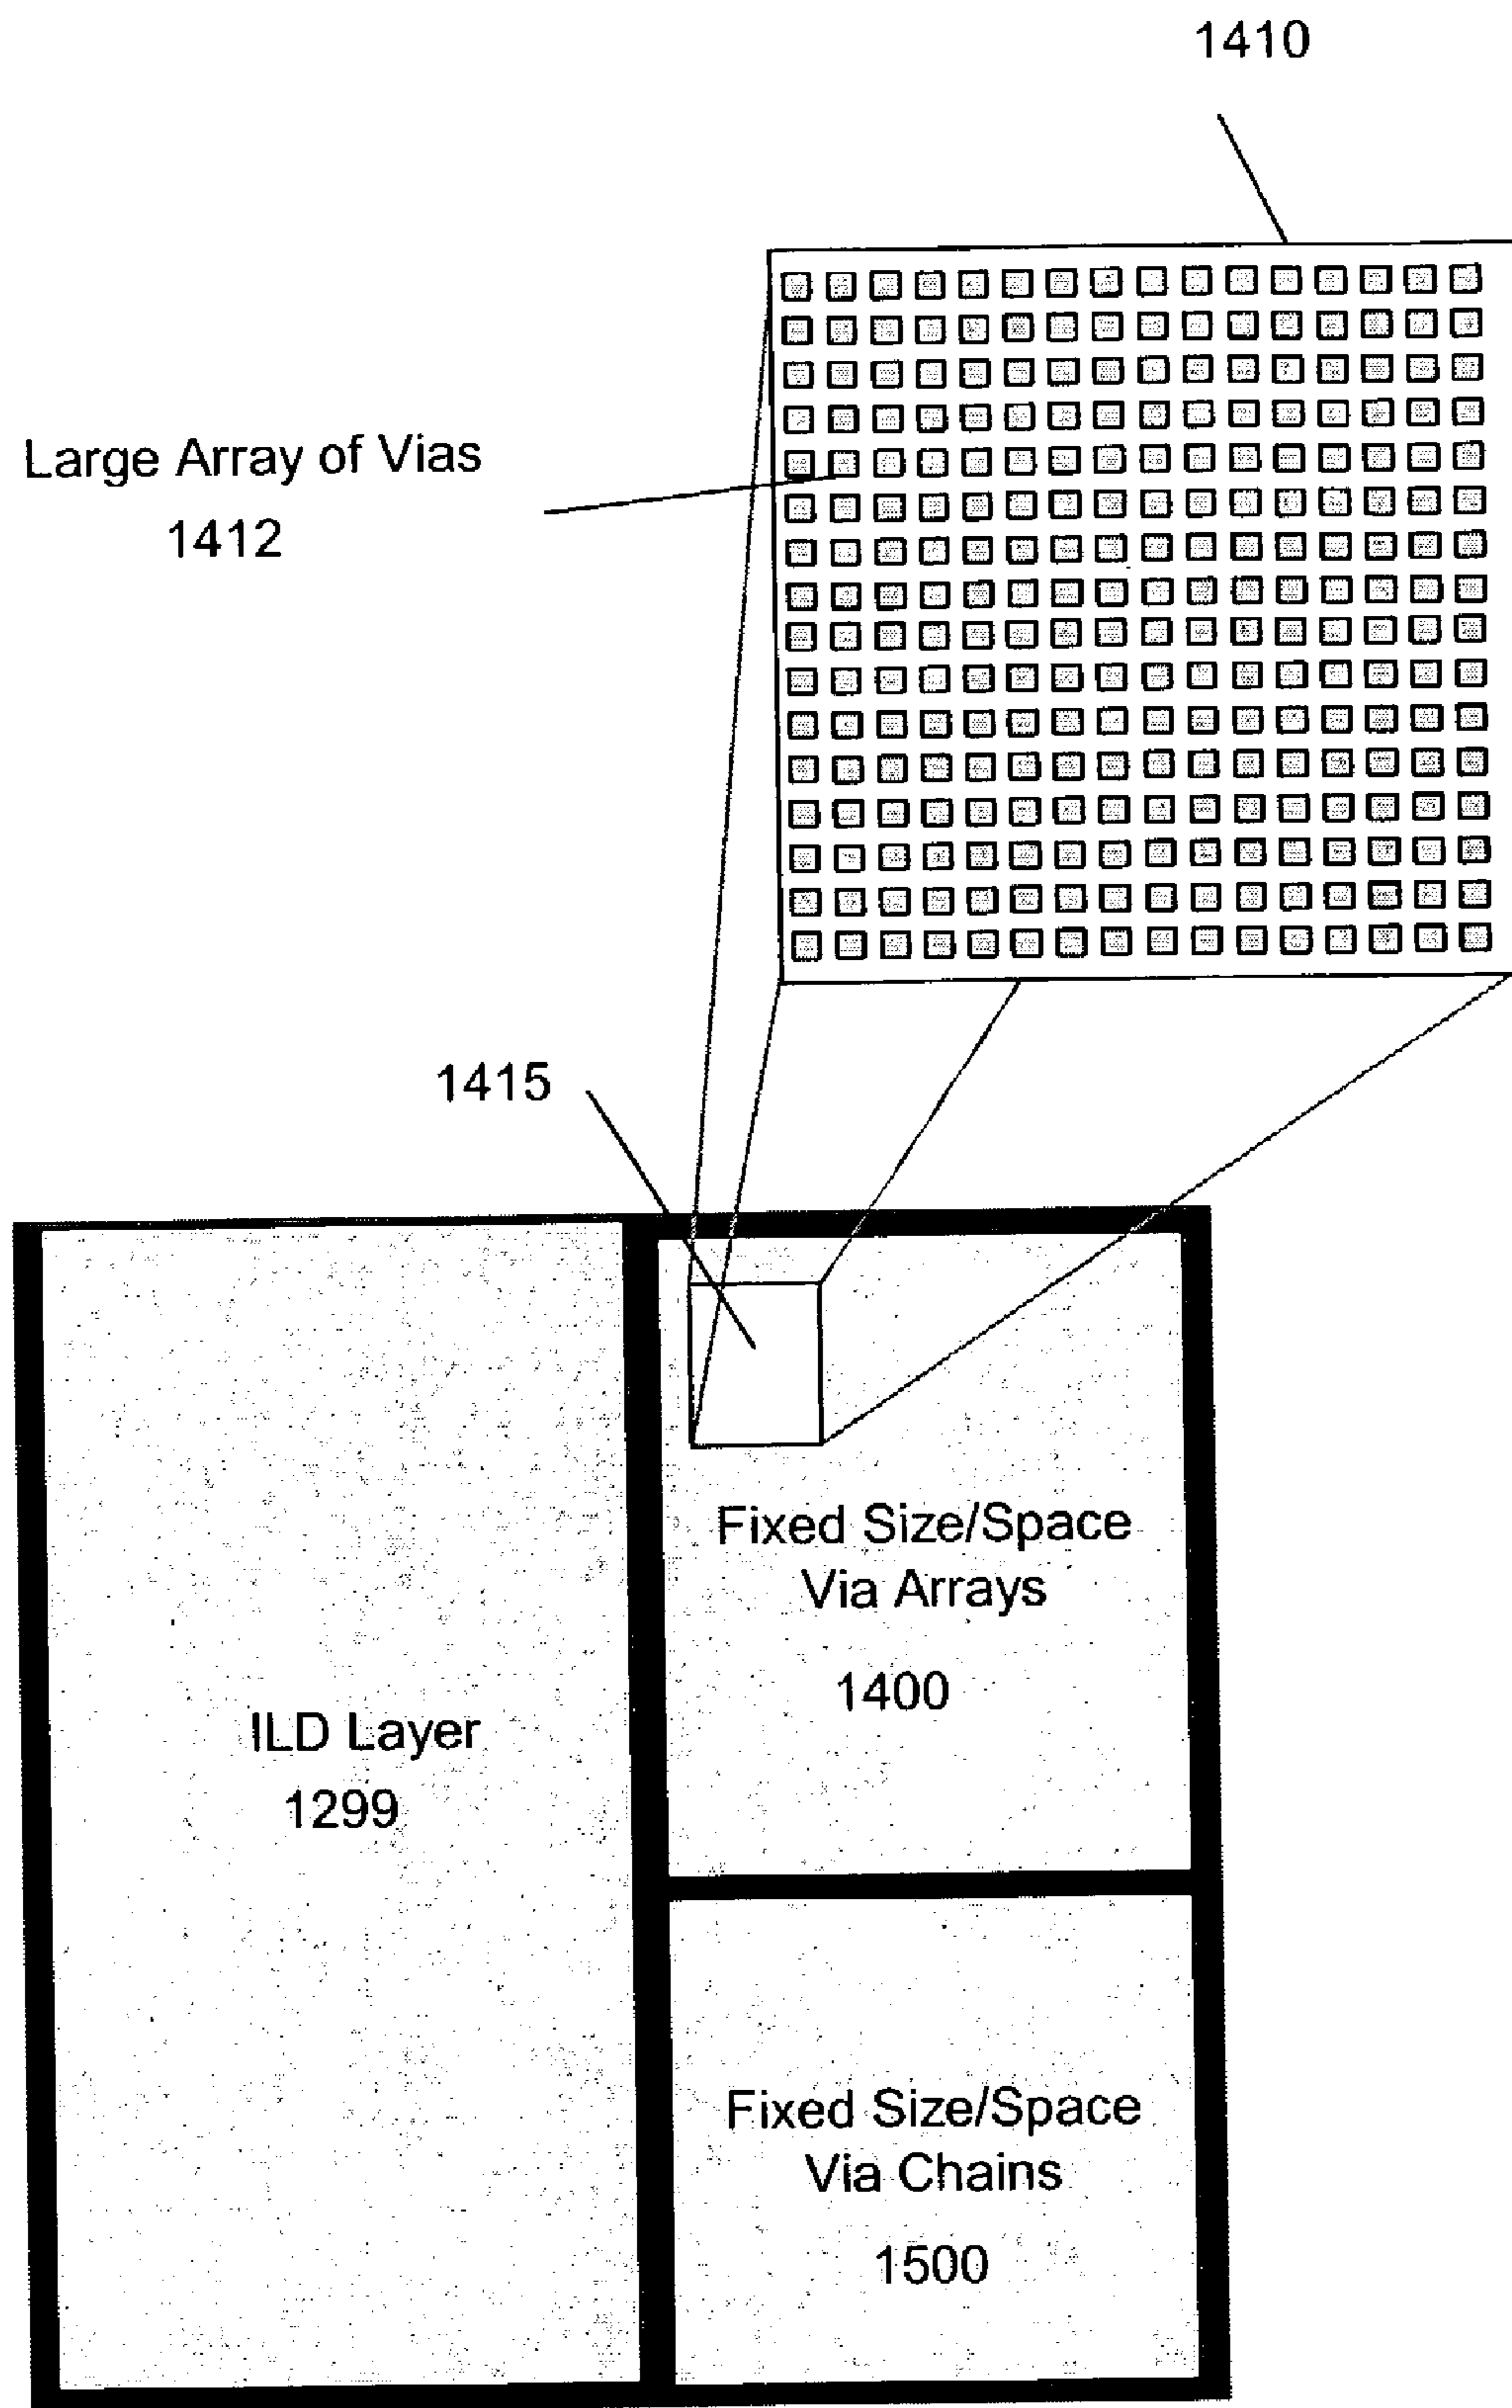 1410
Large Array of Vias
1412
1415
Fixed Size/Space
Via Arrays
1400
ILD Layer
1299
Fixed Size/Space
Via Chains
1500